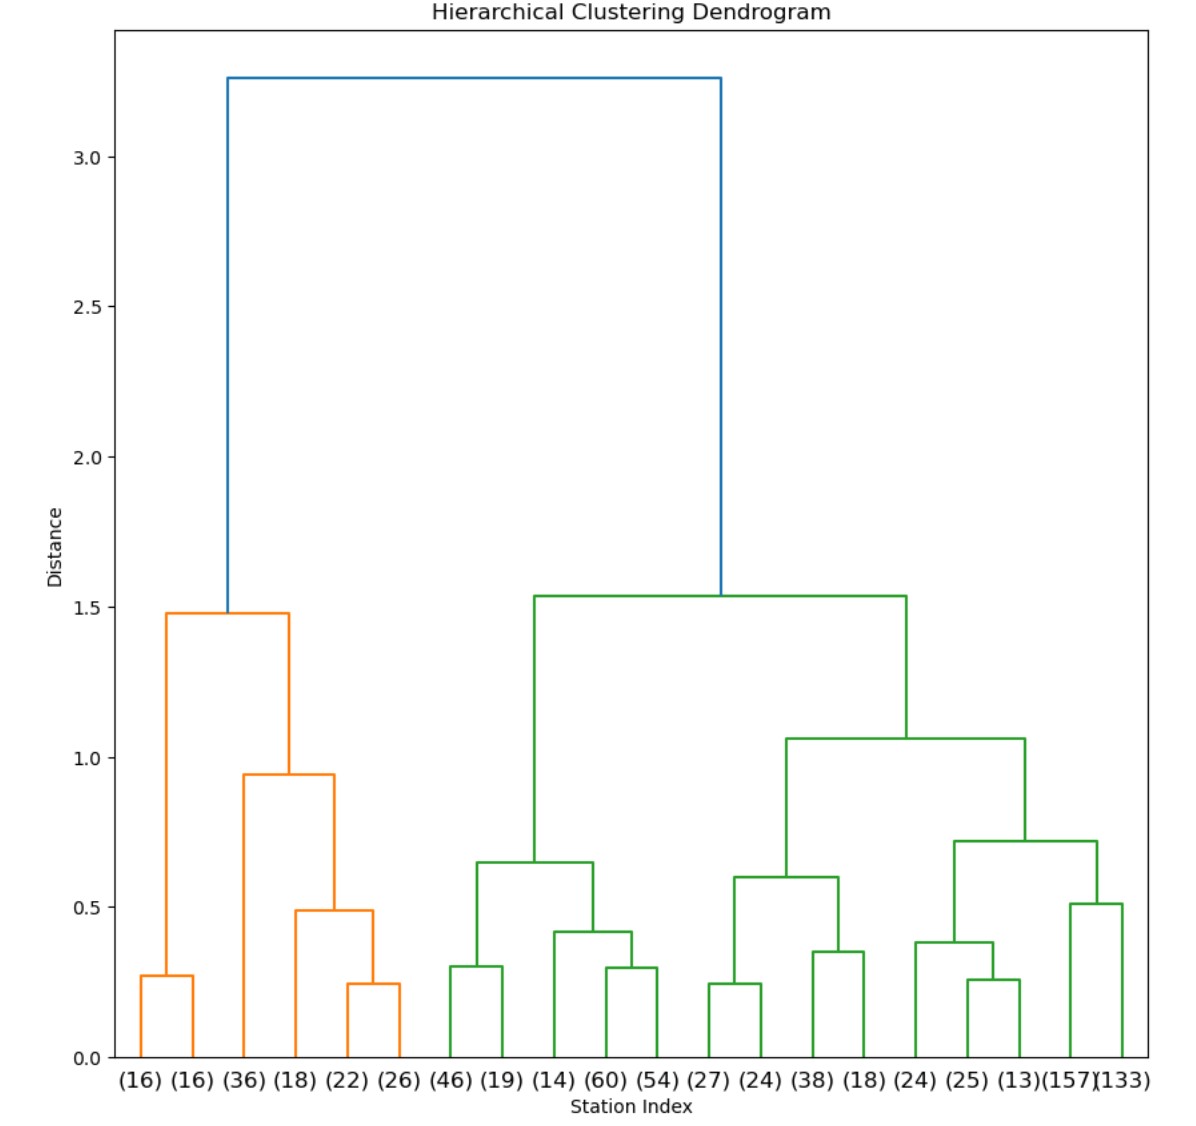 Hierarchical Clustering Dendrogram
3.0
2.5
2.0
1.5
1.0
0.5
0.0
Distance
(16) (16) (36) (18) (22) (26) (46) (19) (14) (60) (54) (27) (24) (38) (18) (24) (25) (13) (157) (133)
Station Index